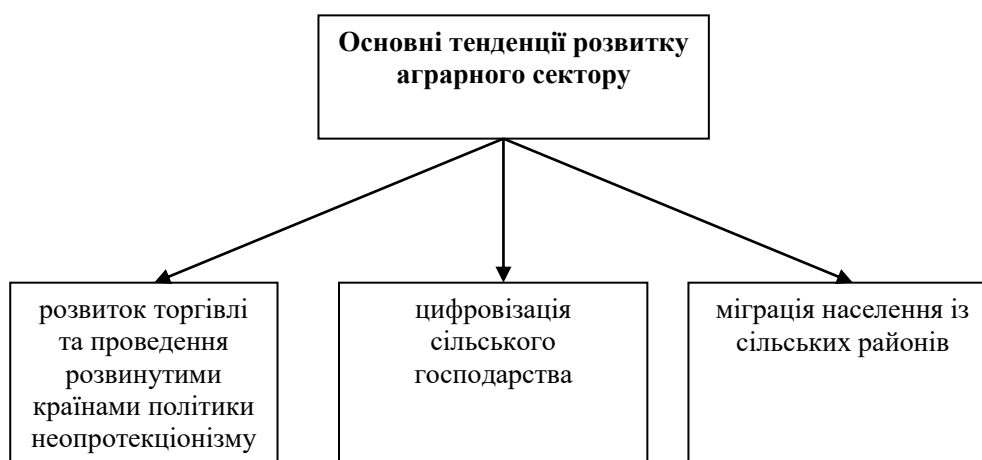 Основні тенденції розвитку
аграрного сектору
розвиток торгівлі
та проведення
розвинутими
країнами політики
неопротекціонізму
цифровізація
сільського
господарства
міграція населення із
сільських районів